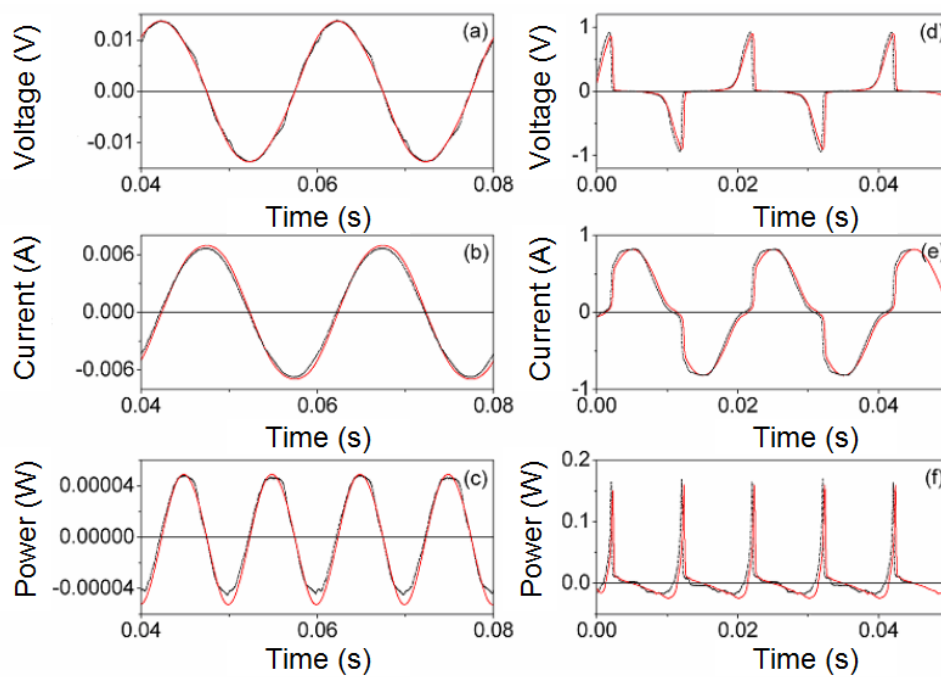 Voltage (V)
0.01
0.00
-0.01
(a)
0.04
0.06
0.08
Time (s)
Voltage (V)
1
0
-1
(d)
0.00
0.02
0.04
Time (s)
Current (A)
0.006
0.000
-0.006
(b)
0.04
0.06
0.08
Time (s)
Current (A)
1
0
-1
(e)
0.00
0.02
0.04
Time (s)
Power (W)
0.00004
0.00000
-0.00004
(c)
0.04
0.06
0.08
Time (s)
Power (W)
0.2
0.1
0.0
(f)
0.00
0.02
0.04
Time (s)